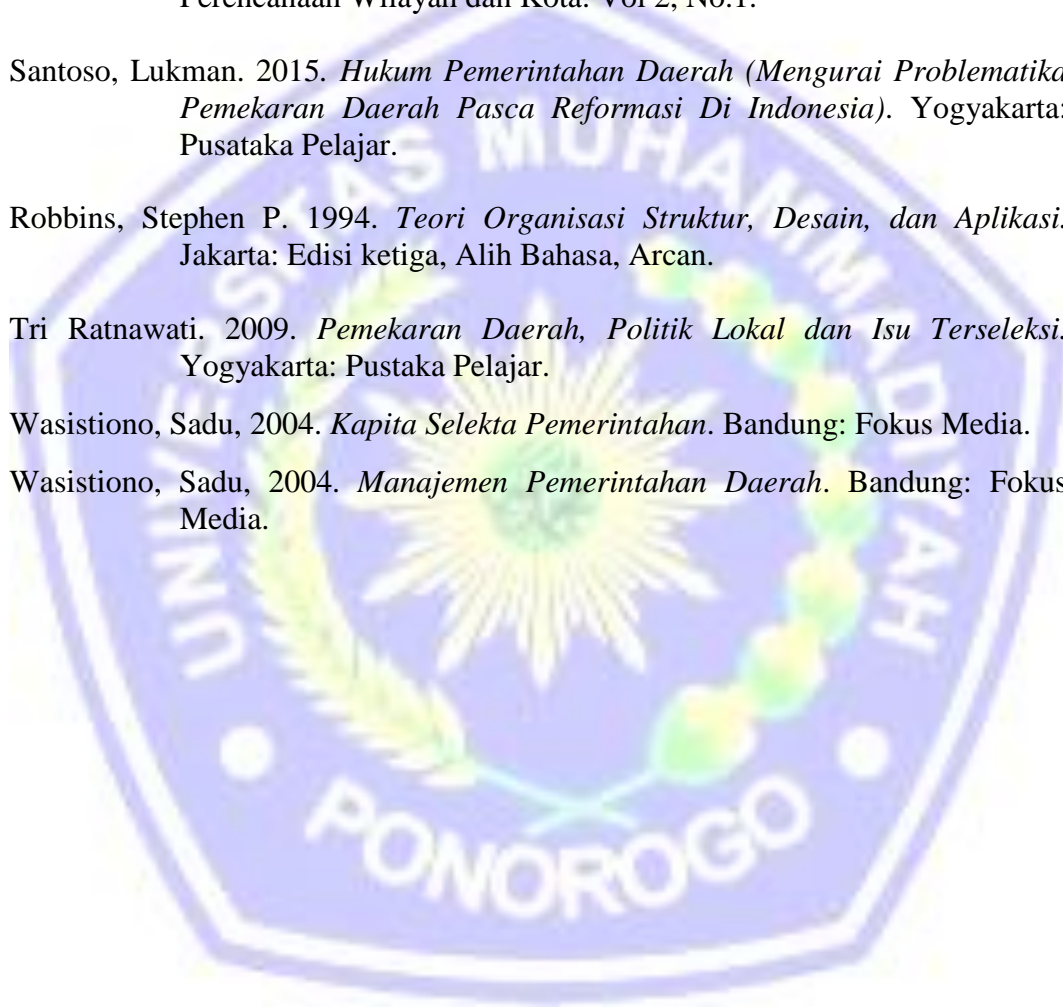 Perencanaan Wilayah dan Kota. Vol 2, No.1.
Santoso, Lukman. 2015. Hukum Pemerintahan Daerah (Mengurai Problematika
Pemekaran Daerah Pasca Reformasi Di Indonesia). Yogyakarta:
Pusataka Pelajar.
Robbins, Stephen P. 1994. Teori Organisasi Struktur, Desain, dan Aplikasi.
Jakarta: Edisi ketiga, Alih Bahasa, Arcan.
Tri Ratnawati. 2009. Pemekaran Daerah, Politik Lokal dan Isu Terseleksi.
Yogyakarta: Pustaka Pelajar.
Wasistiono, Sadu, 2004. Kapita Selekta Pemerintahan. Bandung: Fokus Media.
Wasistiono, Sadu, 2004. Manajemen Pemerintahan Daerah. Bandung: Fokus
Media.
UNIVERSITAS MUHAMMADIYAH
PONOROGO